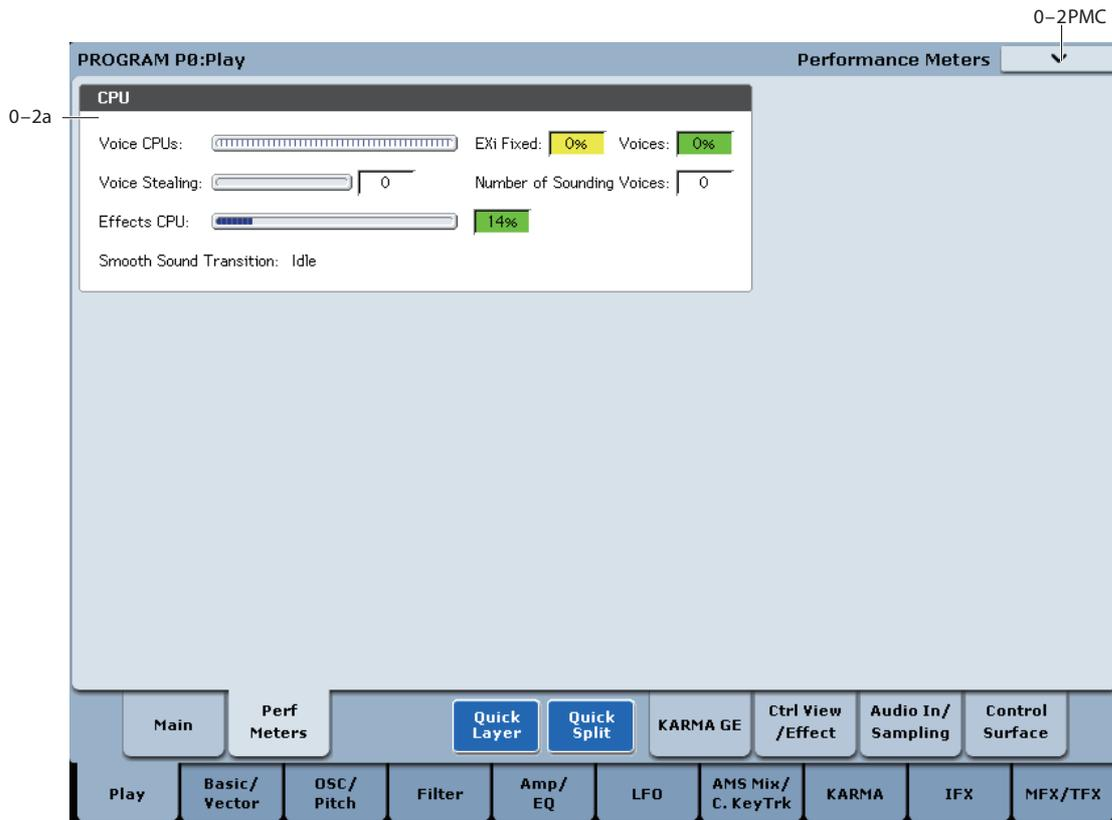 0–2PMC
PROGRAM P0:Play
Performance Meters
0–2a
CPU
Voice CPUs:
EXi Fixed: 0%
Voices: 0%
Voice Stealing: 0
Number of Sounding Voices: 0
Effects CPU: 14%
Smooth Sound Transition: Idle
Main
Perf
Meters
Quick
Layer
Quick
Split
KARMA GE
Ctrl View
/Effect
Audio In/
Sampling
Control
Surface
Play
Basic/
Vector
OSC/
Pitch
Filter
Amp/
EQ
LFO
AMS Mix/
C. KeyTrk
KARMA
IFX
MFX/TFX